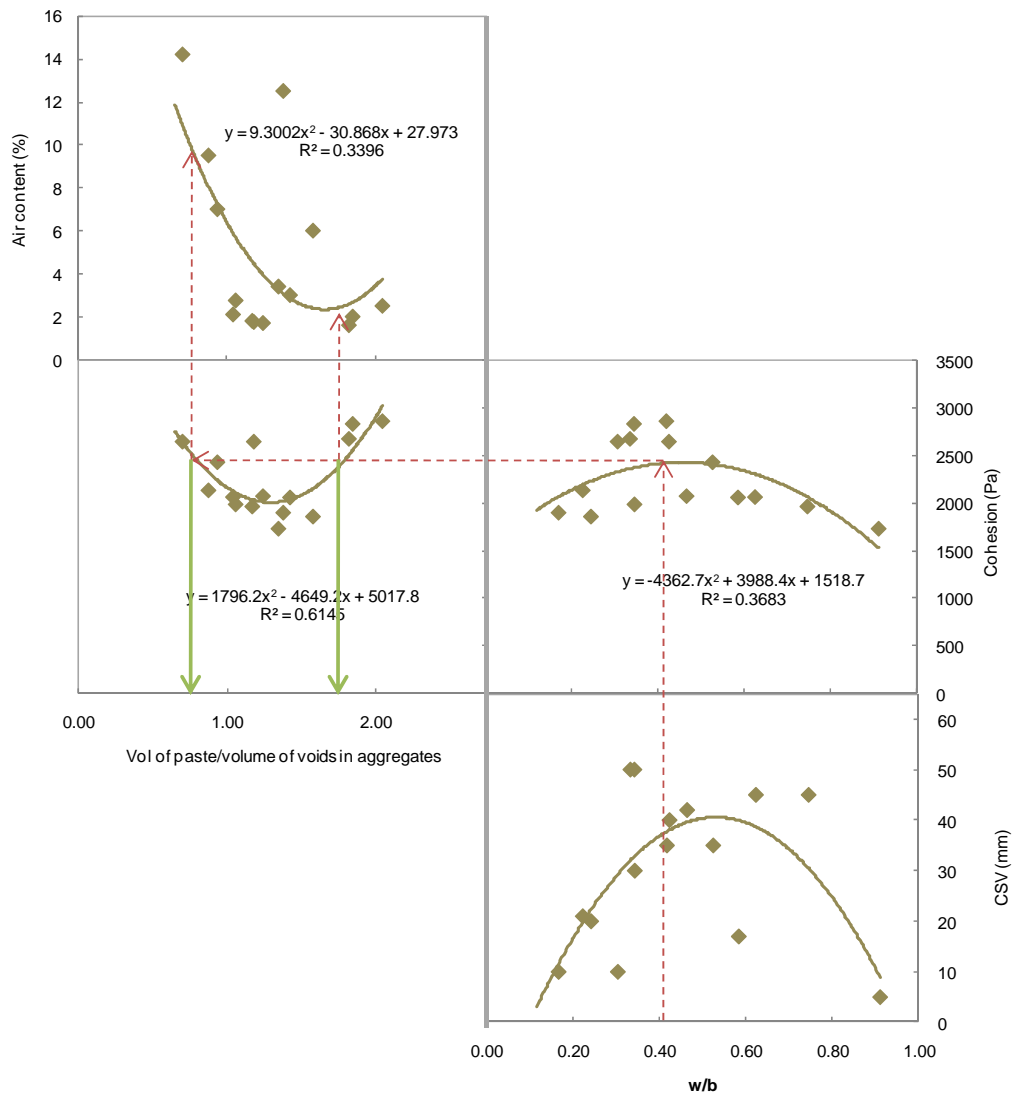 16
14
12
10
8
6
4
2
0
Air content (%)
y = 9.3002x² - 30.868x + 27.973
R² = 0.3396
3500
3000
2500
2000
1500
1000
500
0
Cohesion (Pa)
y = 1796.2x² - 4649.2x + 5017.8
R² = 0.6145
y = -4362.7x² + 3988.4x + 1518.7
R² = 0.3683
0.00 1.00 2.00
Vol of paste/volume of voids in aggregates
60
50
40
30
20
10
0
CSV (mm)
0.00 0.20 0.40 0.60 0.80 1.00
w/b